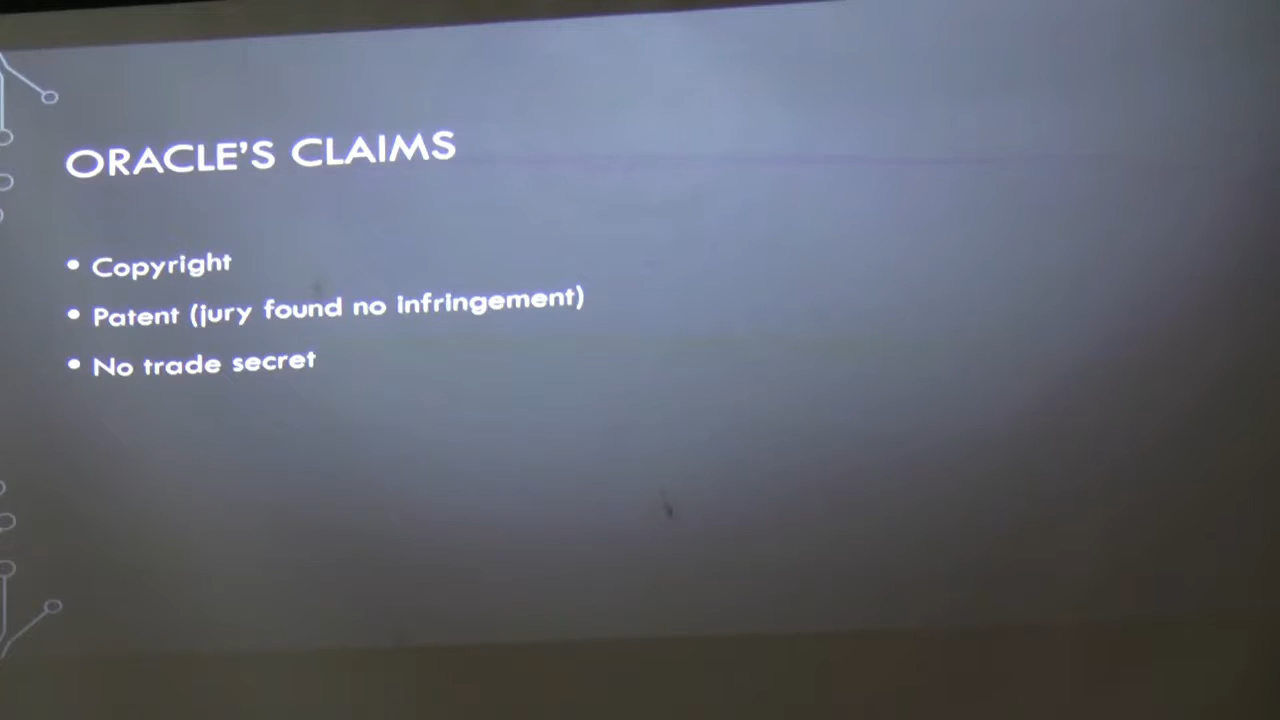 ORACLE'S CLAIMS
• Copyright
• Patent (jury found no infringement)
• No trade secret